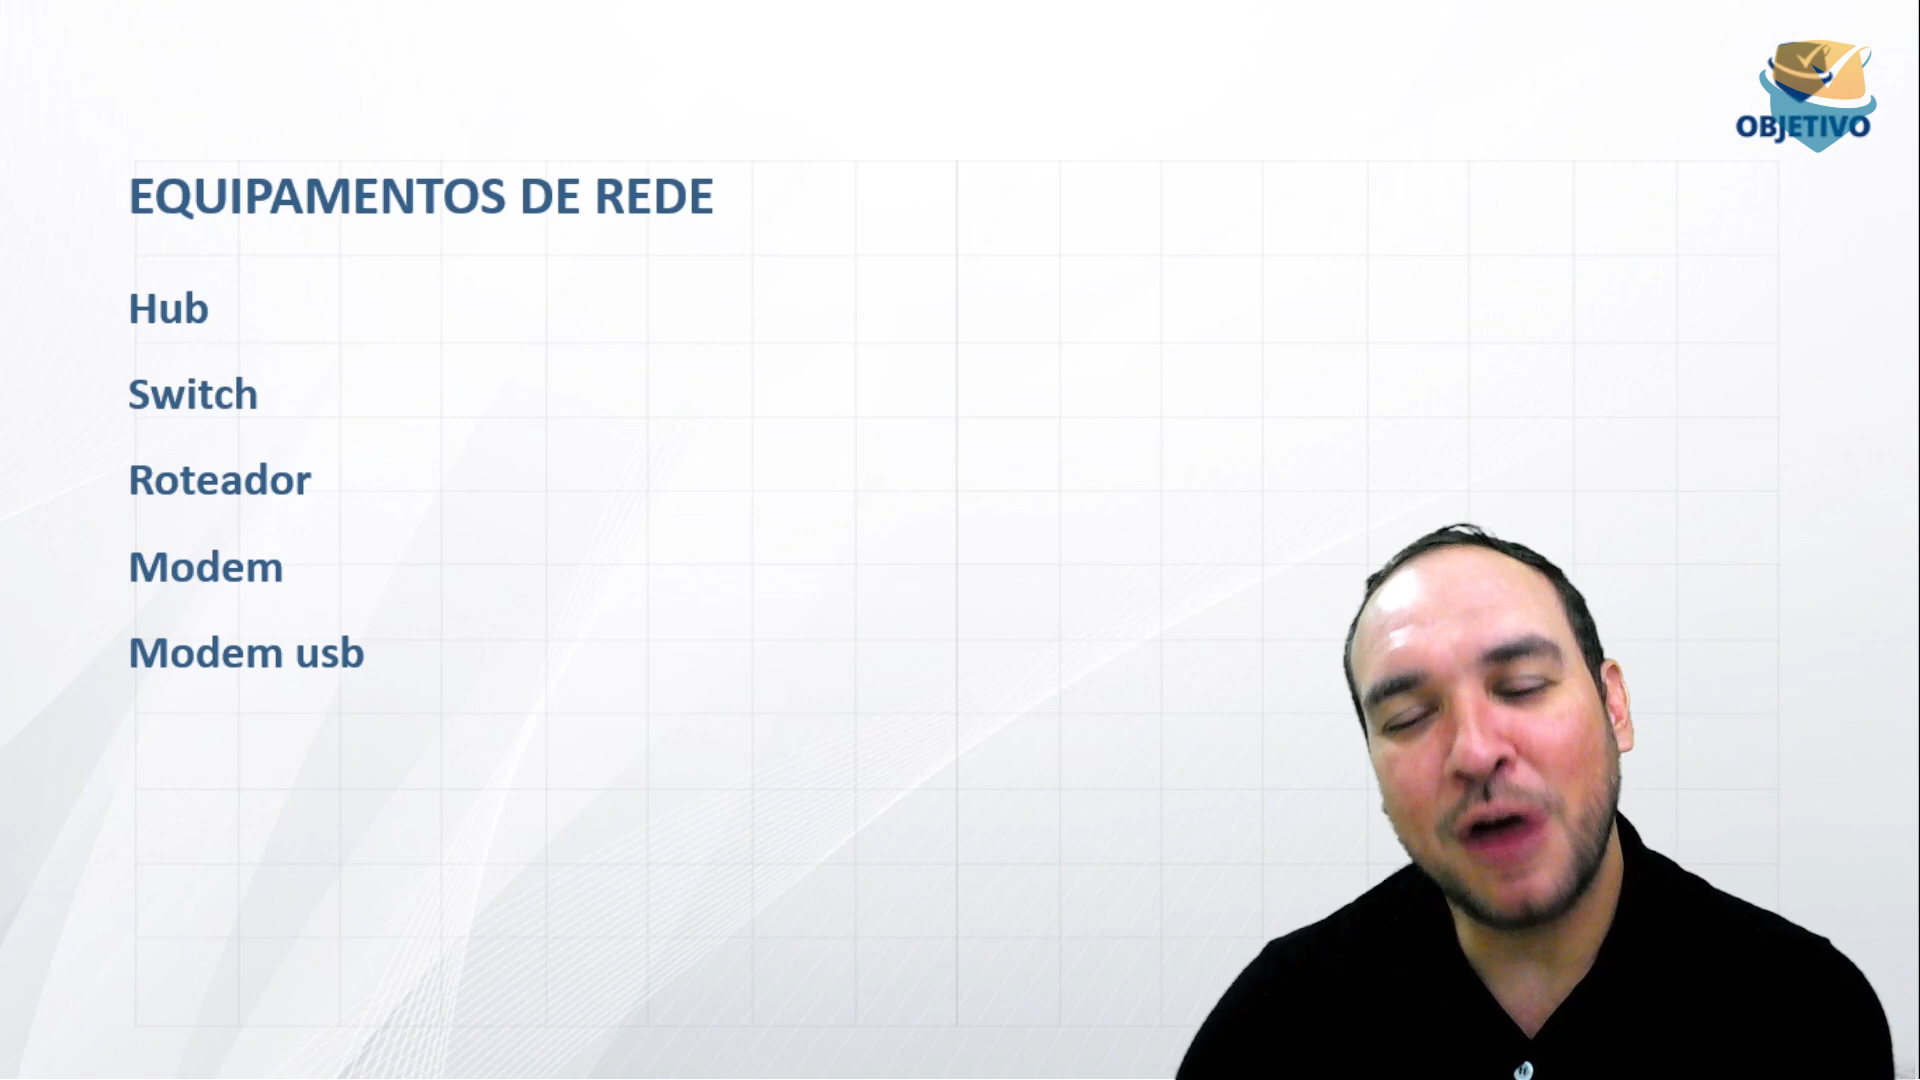 OBJETIVO
EQUIPAMENTOS DE REDE
Hub
Switch
Roteador
Modem
Modem usb